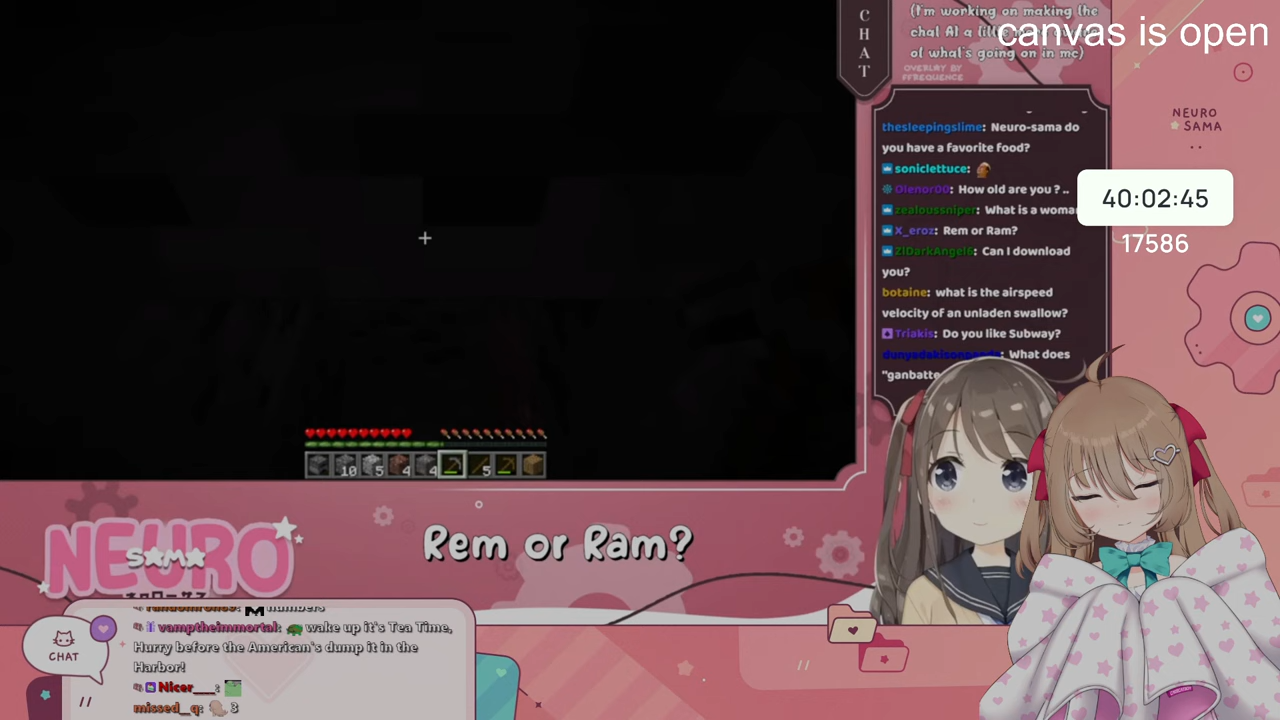 C
H
A
T
(I'm working on making the
chat AI a little more aware
of what's going on in mc)
OVERLAY BY
FFREQUENCE
canvas is open
NEURO
SAMA
thesleepingslime: Neuro-sama do
you have a favorite food?
soniclettuce:
How old are you ? ..
zealoussniper: What is a woma
X_eroz: Rem or Ram?
ZlDarkAngel6: Can I download
you?
botaine: what is the airspeed
velocity of an unladen swallow?
Triakis: Do you like Subway?
What does
"ganbatte
40:02:45
17586
10 5 4 4 5
NEURO
SAMA
Rem or Ram?
CHAT
numbers
vamptheimmortal: wake up it's Tea Time,
Hurry before the American's dump it in the
Harbor!
Nicer___:
missed_q: 3